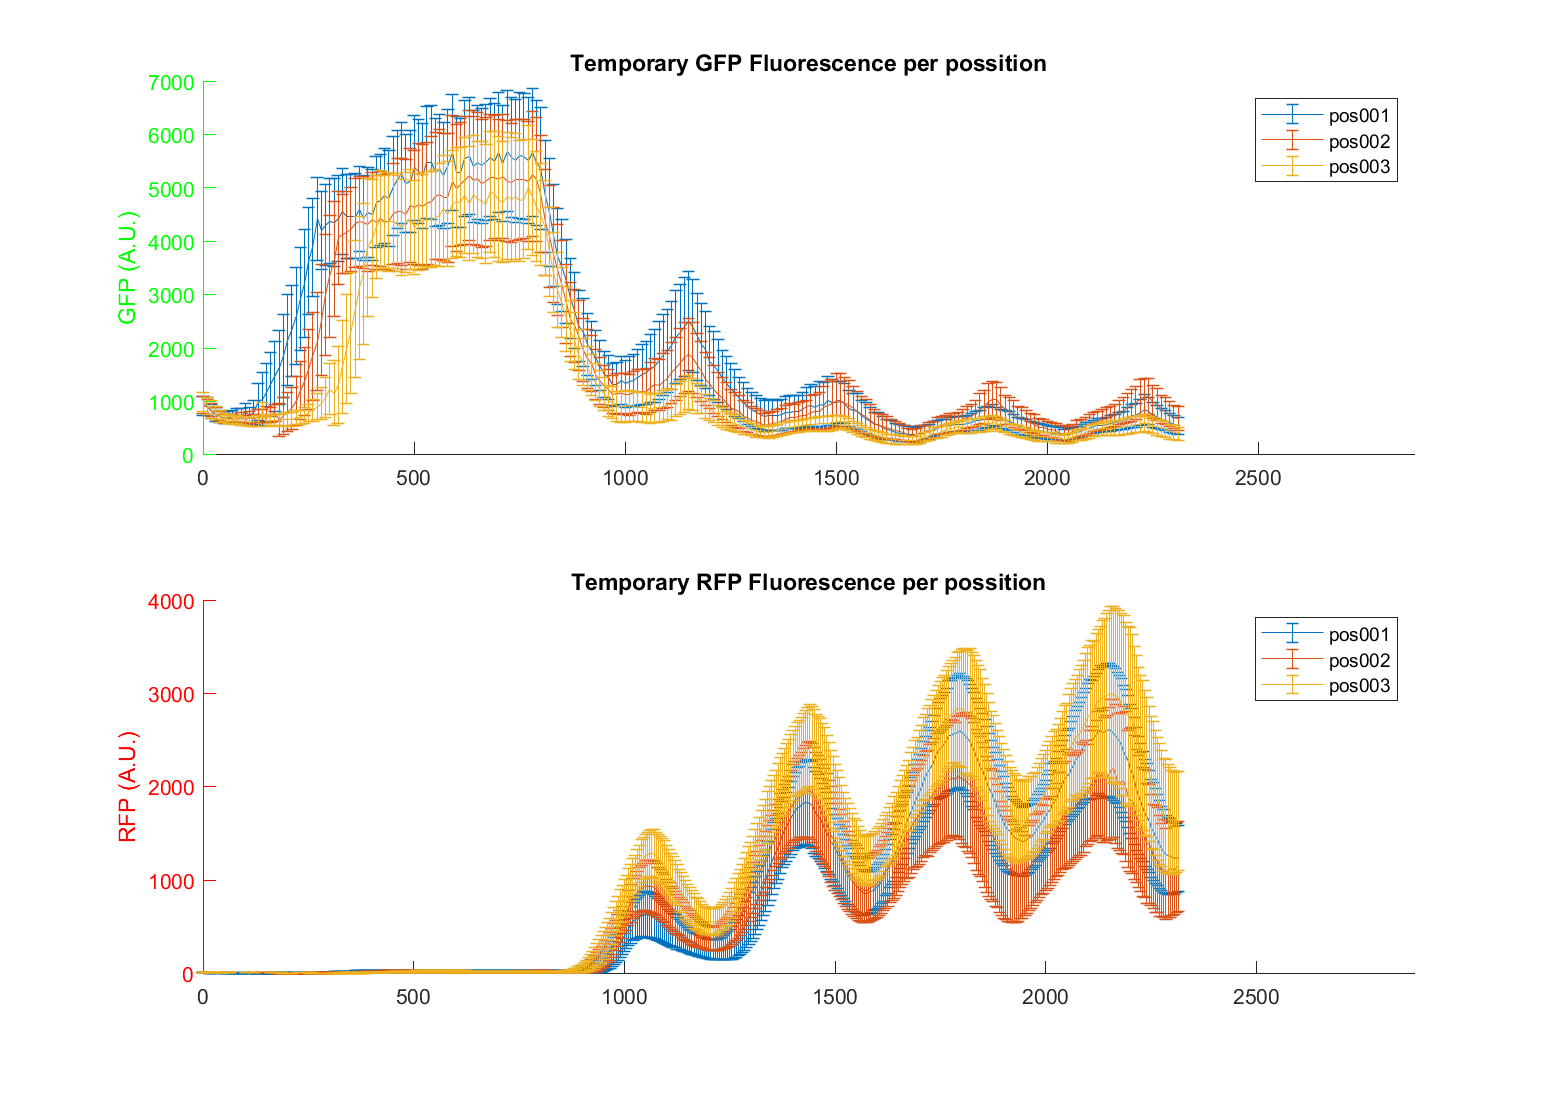 Temporary GFP Fluorescence per possition
7000
6000
5000
4000
3000
2000
1000
0
GFP (A.U.)
0 500 1000 1500 2000 2500
pos001
pos002
pos003
Temporary RFP Fluorescence per possition
4000
3000
2000
1000
0
RFP (A.U.)
0 500 1000 1500 2000 2500
pos001
pos002
pos003